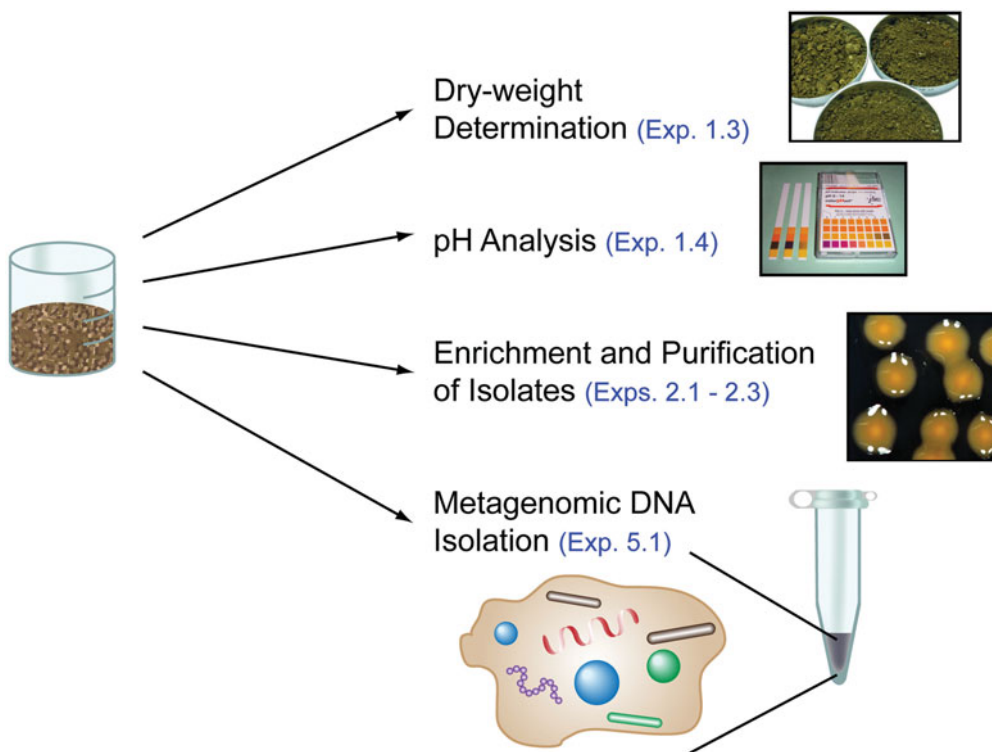 Dry-weight
Determination (Exp. 1.3)
pH Analysis (Exp. 1.4)
Enrichment and Purification
of Isolates (Exps. 2.1 - 2.3)
Metagenomic DNA
Isolation (Exp. 5.1)